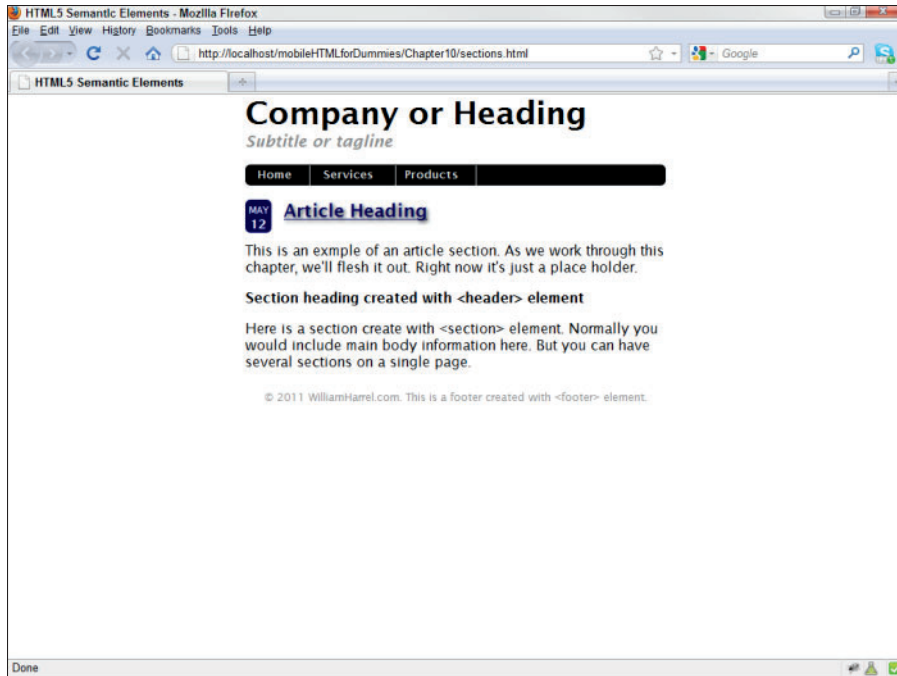 HTML5 Semantic Elements - Mozilla Firefox
File Edit View History Bookmarks Tools Help
http://localhost/mobileHTMLforDummies/Chapter10/sections.html
Google
HTML5 Semantic Elements
Company or Heading
Subtitle or tagline
Home Services Products
MAY
12
Article Heading
This is an exmple of an article section. As we work through this
chapter, we'll flesh it out. Right now it's just a place holder.
Section heading created with <header> element
Here is a section create with <section> element. Normally you
would include main body information here. But you can have
several sections on a single page.
© 2011 WilliamHarrel.com. This is a footer created with <footer> element.
Done